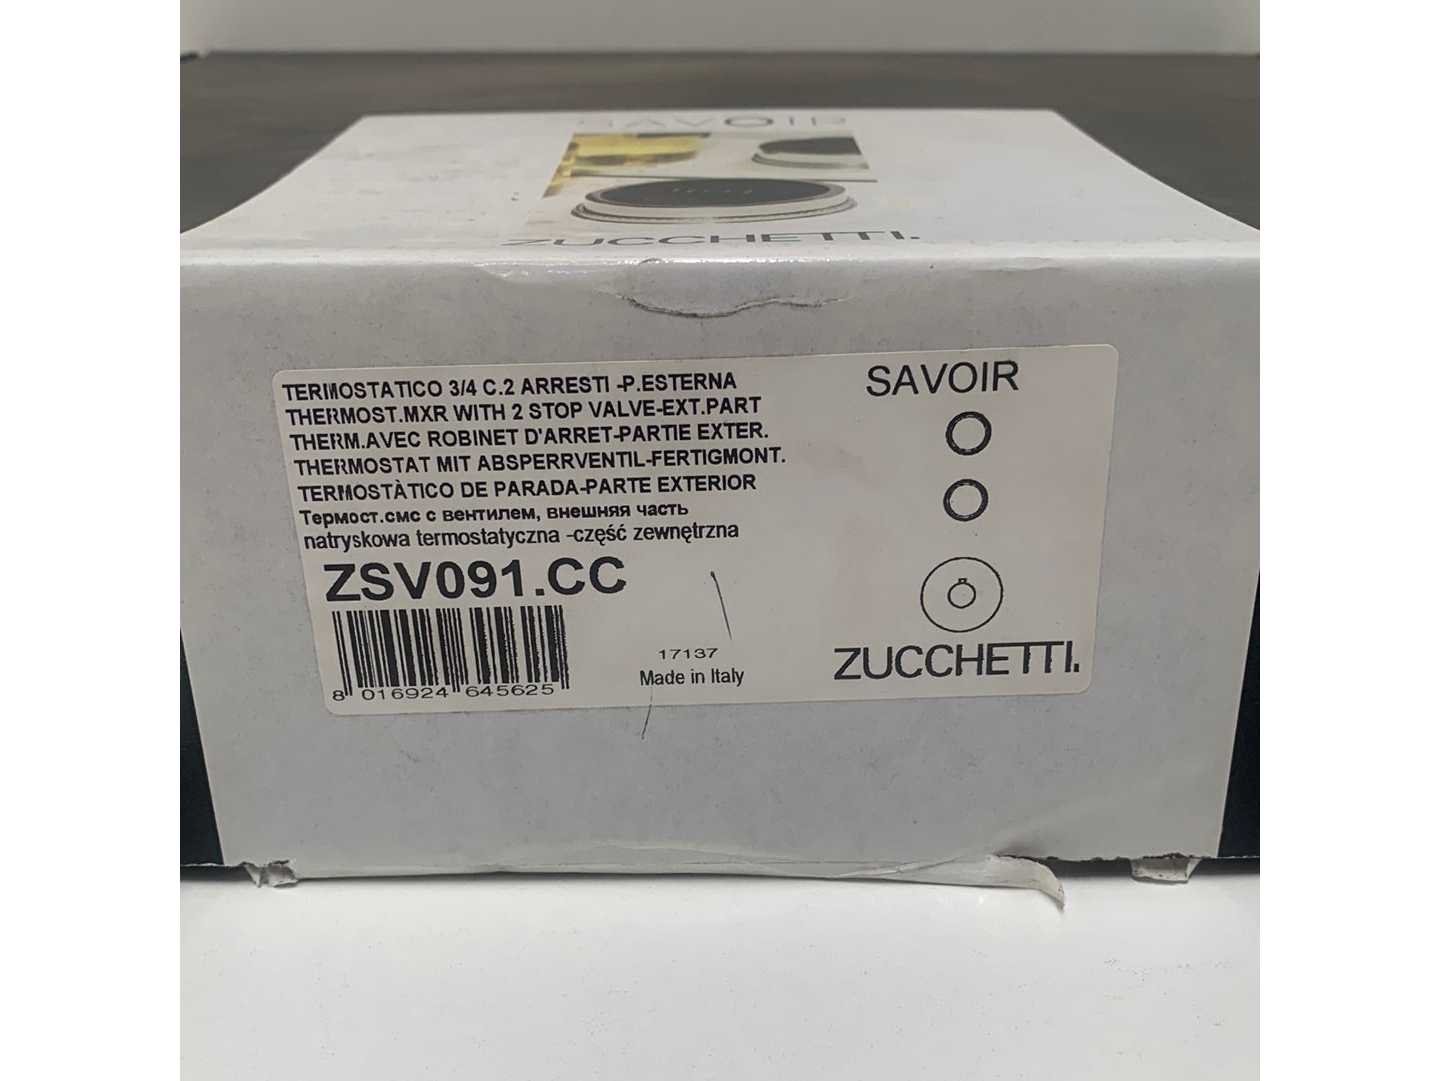 SAVOIR
ZUCCHETTI.
TERMOSTATICO 3/4 C.2 ARRESTI -P.ESTERNA
THERMOST.MXR WITH 2 STOP VALVE-EXT.PART
THERM.AVEC ROBINET D'ARRET-PARTIE EXTER.
THERMOSTAT MIT ABSPERRVENTIL-FERTIGMONT.
TERMOSTÀTICO DE PARADA-PARTE EXTERIOR
Термост.смс с вентилем, внешняя часть
natryskowa termostatyczna -część zewnętrzna
ZSV091.CC
8 016924 645625
17137
Made in Italy
SAVOIR
ZUCCHETTI.